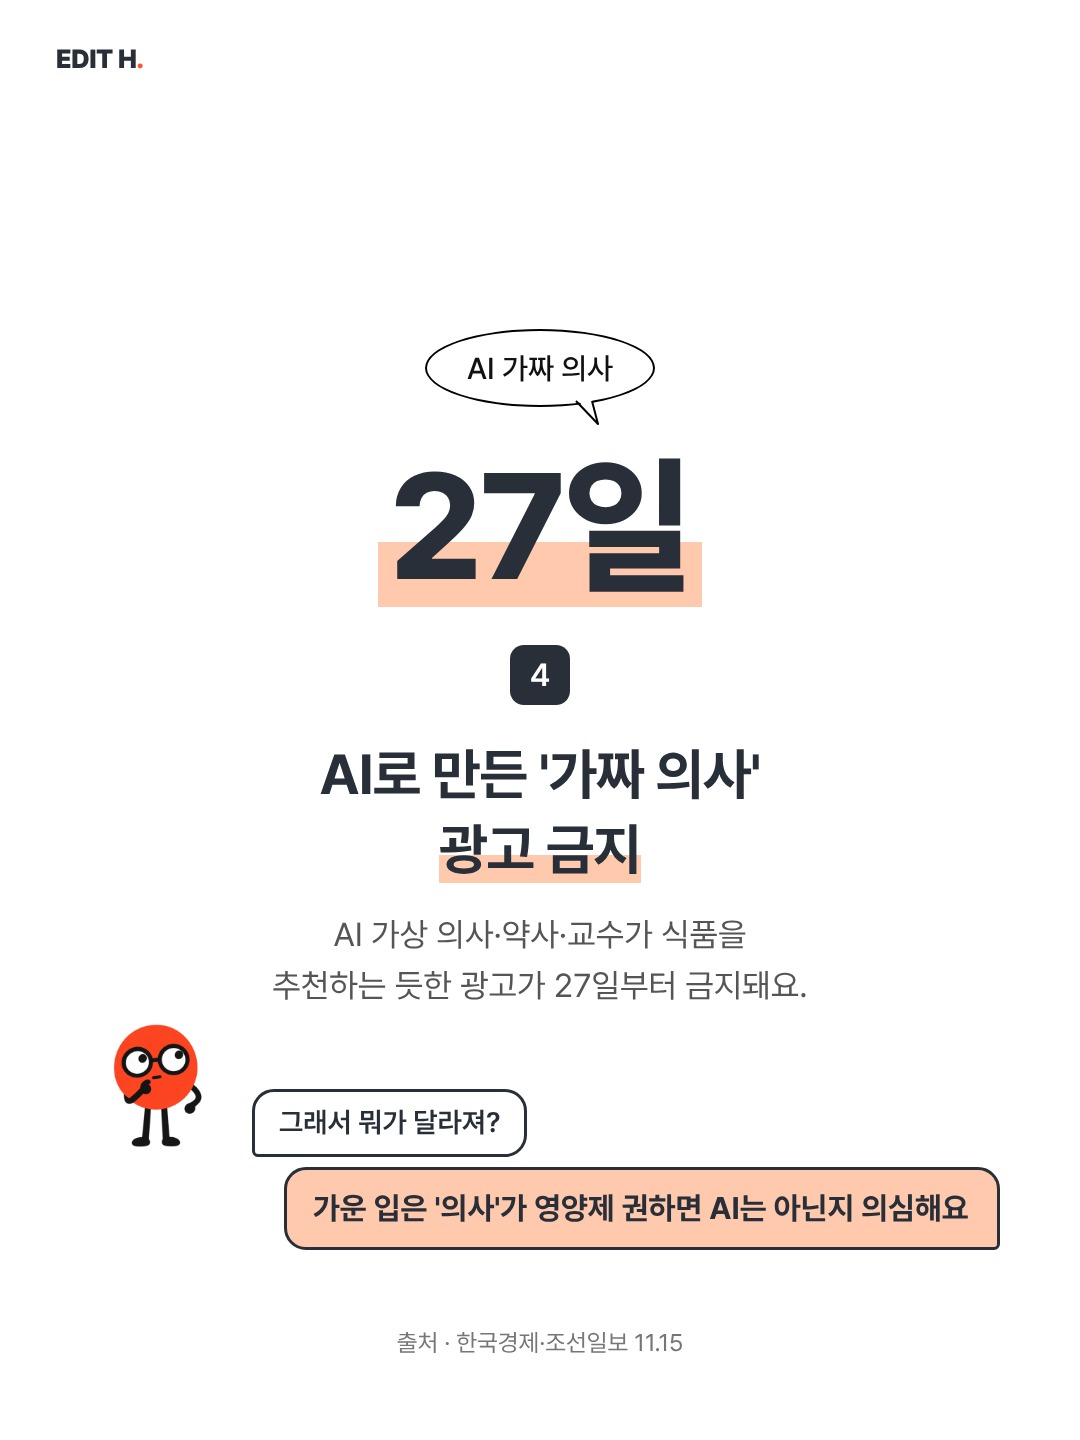 EDIT H.
AI 가짜 의사
27일
4
AI로 만든 '가짜 의사'
광고 금지
AI 가상 의사·약사·교수가 식품을
추천하는 듯한 광고가 27일부터 금지돼요.
그래서 뭐가 달라져?
가운 입은 '의사'가 영양제 권하면 AI는 아닌지 의심해요
출처 · 한국경제·조선일보 11.15